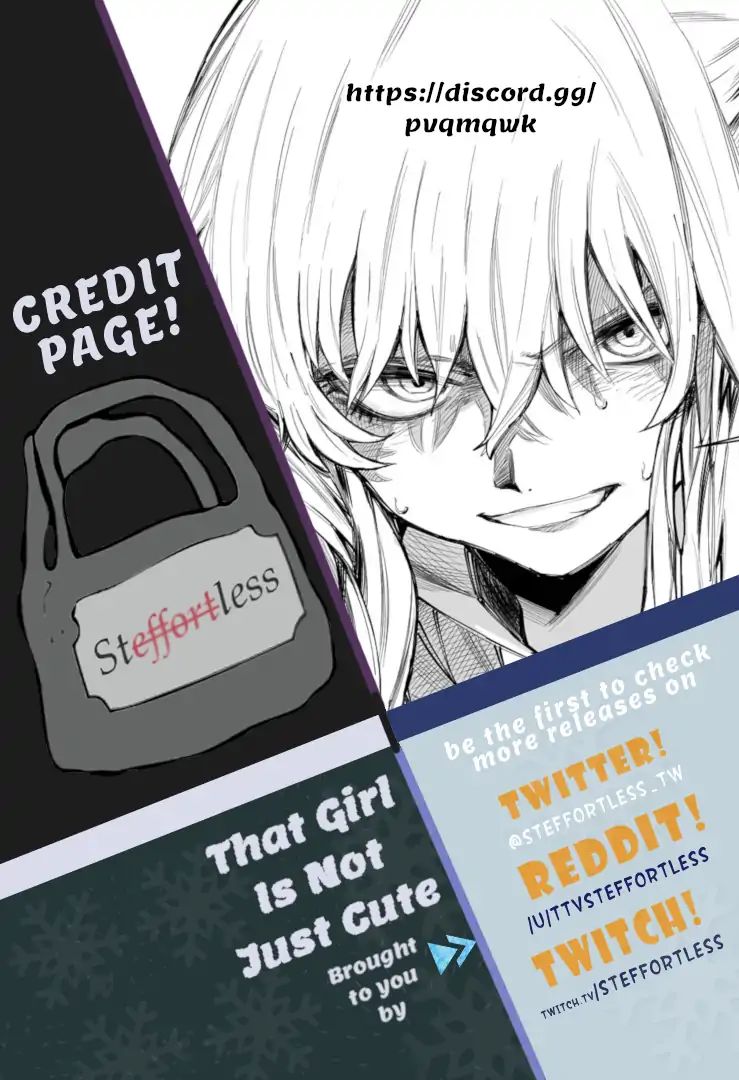 https://discord.gg/
pvqmqwk
CREDIT
PAGE!
Steffortless
be the first to check
more releases on
TWITTER!
@STEFFORTLESS_TW
REDDIT!
/U/TTVSTEFFORTLESS
TWITCH!
TWITCH.TV/STEFFORTLESS
That Girl
Is Not
Just Cute
Brought
to you
by